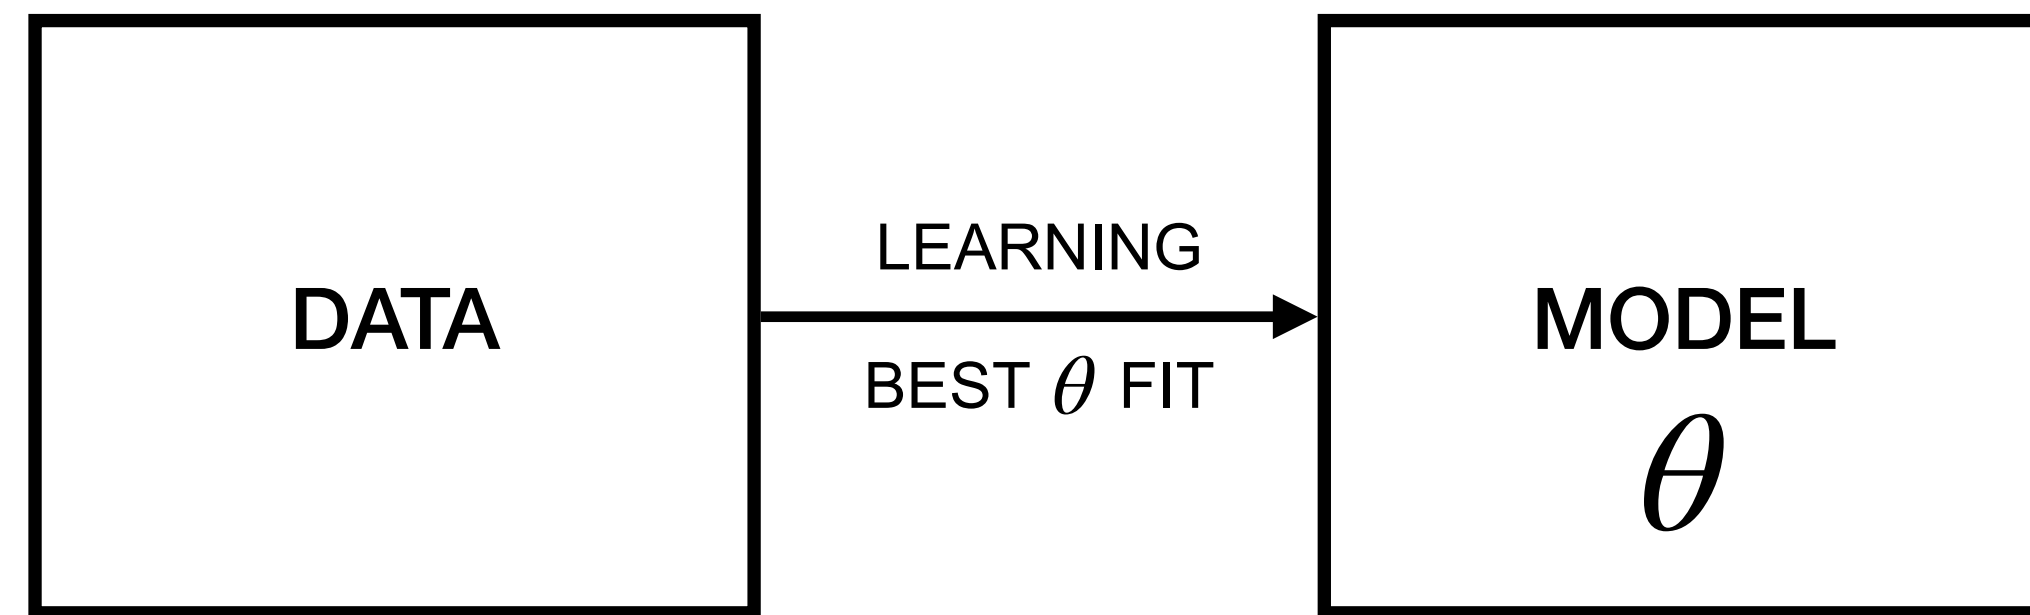 DATA
LEARNING
BEST θ FIT
MODEL
θ